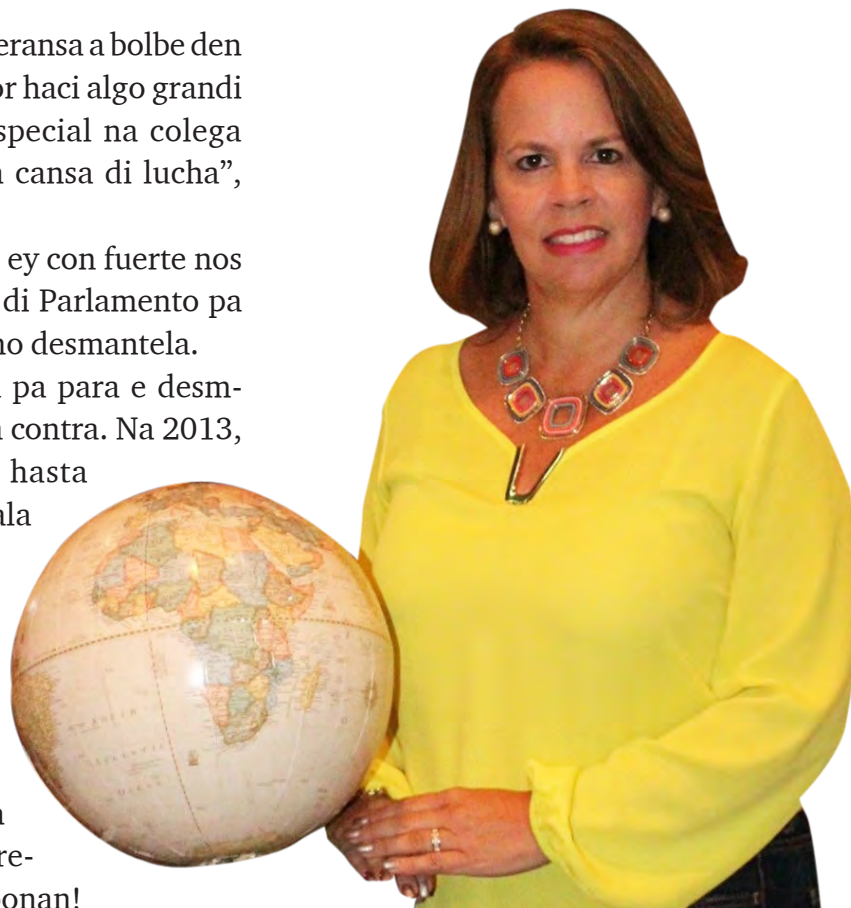 eransa a bolbe den
or haci algo grandi
special na colega
cansa di lucha”,
ey con fuerte nos
di Parlamento pa
no desmantela.
pa para e desm-
contra. Na 2013,
hasta
ala
re-
onan!